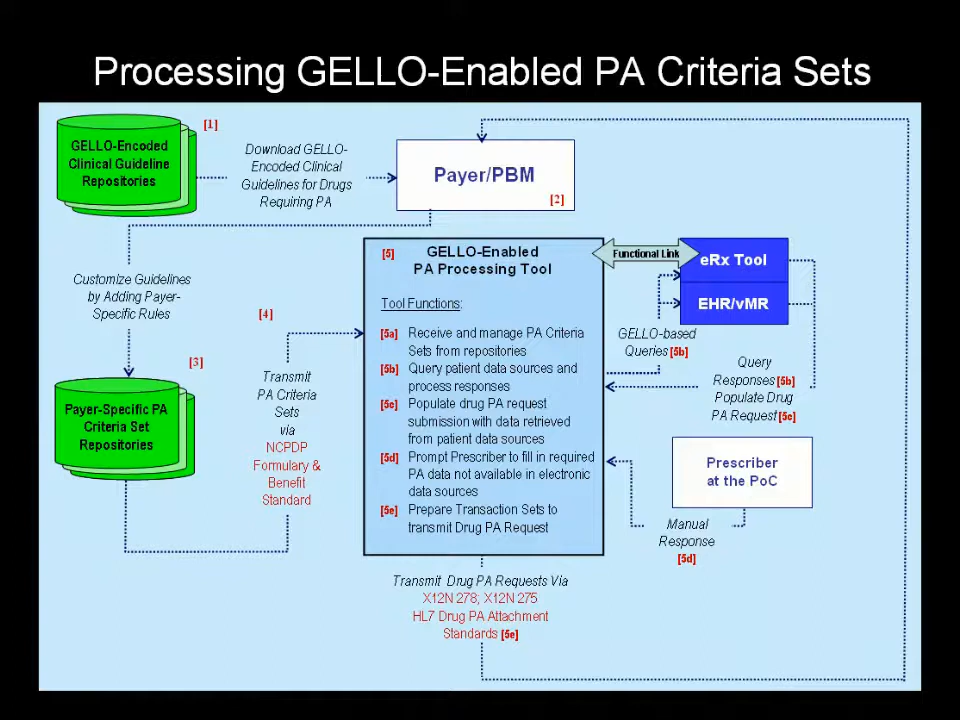 Processing GELLO-Enabled PA Criteria Sets
GELLO-Encoded
Clinical Guideline
Repositories
[1]
Download GELLO-
Encoded Clinical
Guidelines for Drugs
Requiring PA
Payer/PBM
[2]
Customize Guidelines
by Adding Payer-
Specific Rules
[3]
Payer-Specific PA
Criteria Set
Repositories
[4]
Transmit
PA Criteria
Sets
via
NCPDP
Formulary &
Benefit
Standard
[5]
GELLO-Enabled
PA Processing Tool
Tool Functions:
[5a] Receive and manage PA Criteria
Sets from repositories
[5b] Query patient data sources and
process responses
[5c] Populate drug PA request
submission with data retrieved
from patient data sources
[5d] Prompt Prescriber to fill in required
PA data not available in electronic
data sources
[5e] Prepare Transaction Sets to
transmit Drug PA Request
Functional Link
eRx Tool
EHR/vMR
GELLO-based
Queries [5b]
Query
Responses [5b]
Populate Drug
PA Request [5c]
Prescriber
at the PoC
Manual
Response
[5d]
Transmit Drug PA Requests Via
X12N 278; X12N 275
HL7 Drug PA Attachment
Standards [5e]